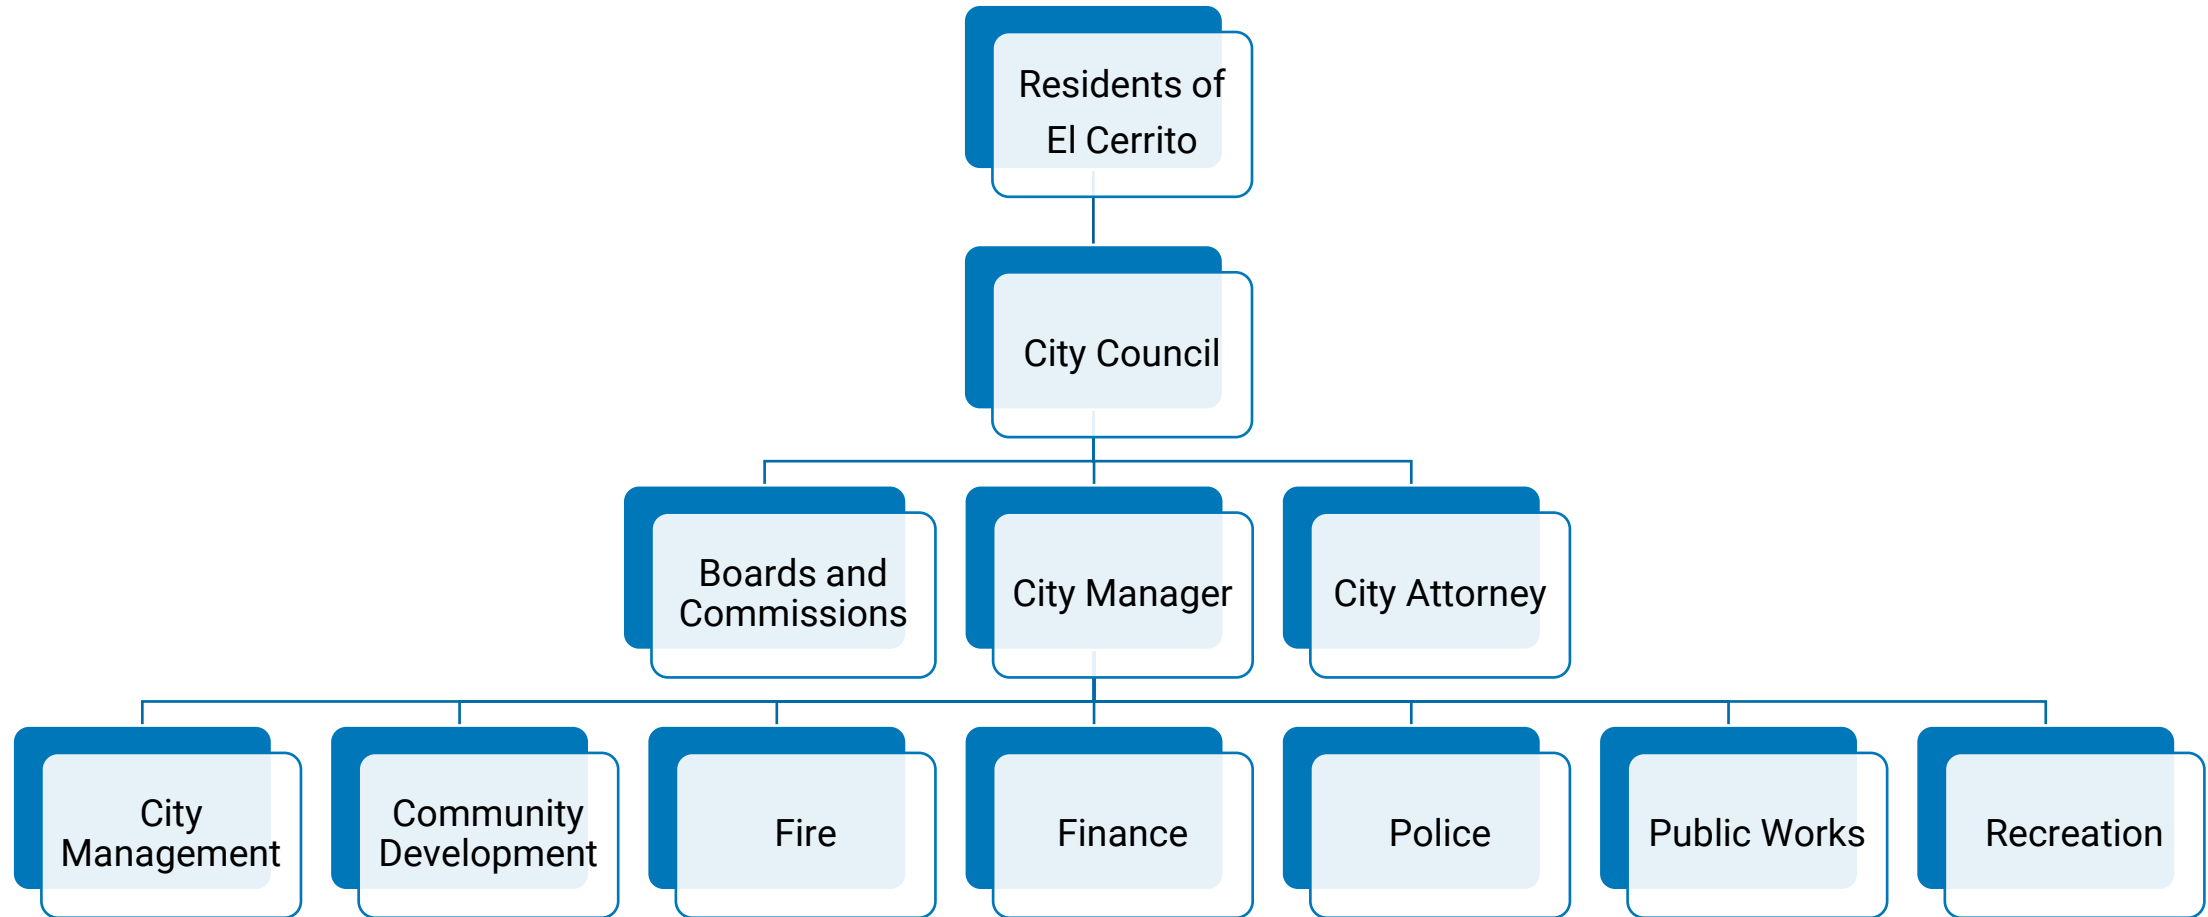 Residents of
El Cerrito
City Council
Boards and
Commissions
City Manager
City Attorney
City
Management
Community
Development
Fire
Finance
Police
Public Works
Recreation